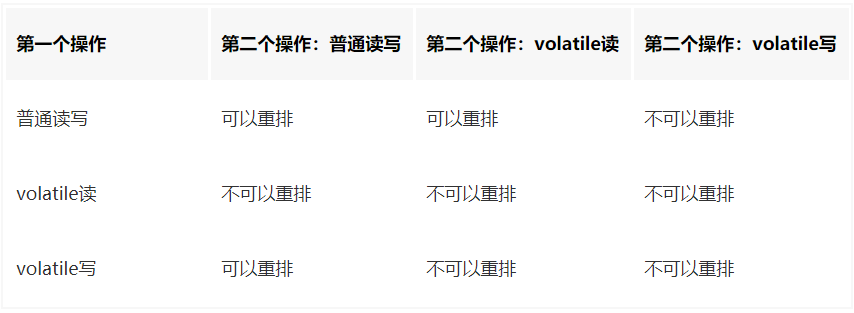 第一个操作 第二个操作：普通读写 第二个操作：volatile读 第二个操作：volatile写
普通读写 可以重排 可以重排 不可以重排
volatile读 不可以重排 不可以重排 不可以重排
volatile写 可以重排 不可以重排 不可以重排